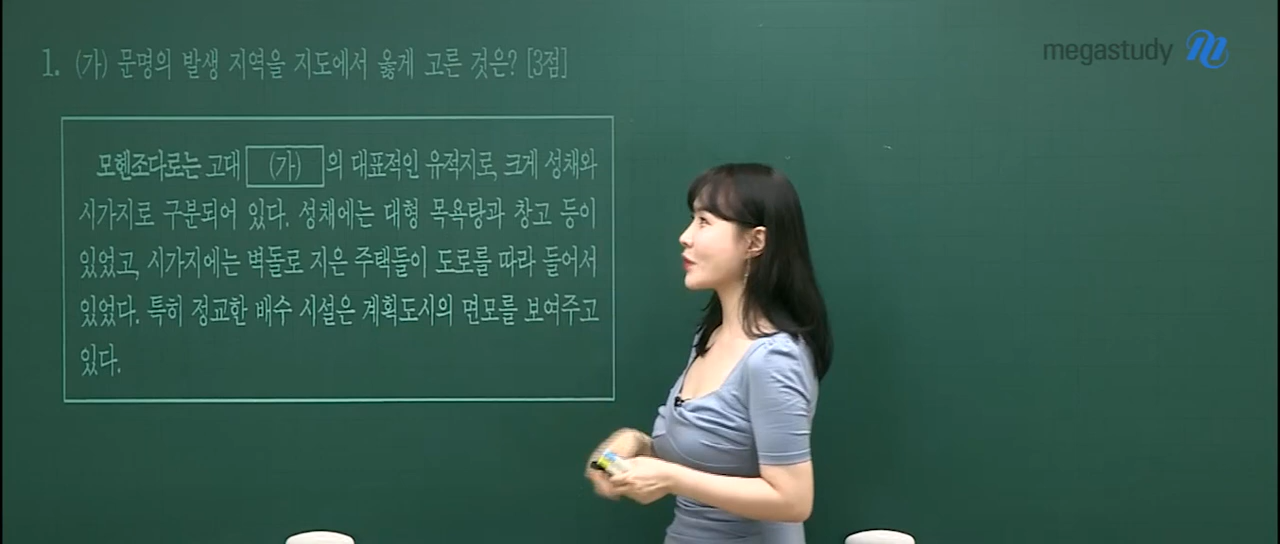 1. (가) 문명의 발생 지역을 지도에서 옳게 고른 것은? [3점]
megastudy
모헨조다로는 고대 (가) 의 대표적인 유적지로, 크게 성채와
시가지로 구분되어 있다. 성채에는 대형 목욕탕과 창고 등이
있었고, 시가지에는 벽돌로 지은 주택들이 도로를 따라 들어서
있었다. 특히 정교한 배수 시설은 계획도시의 면모를 보여주고
있다.